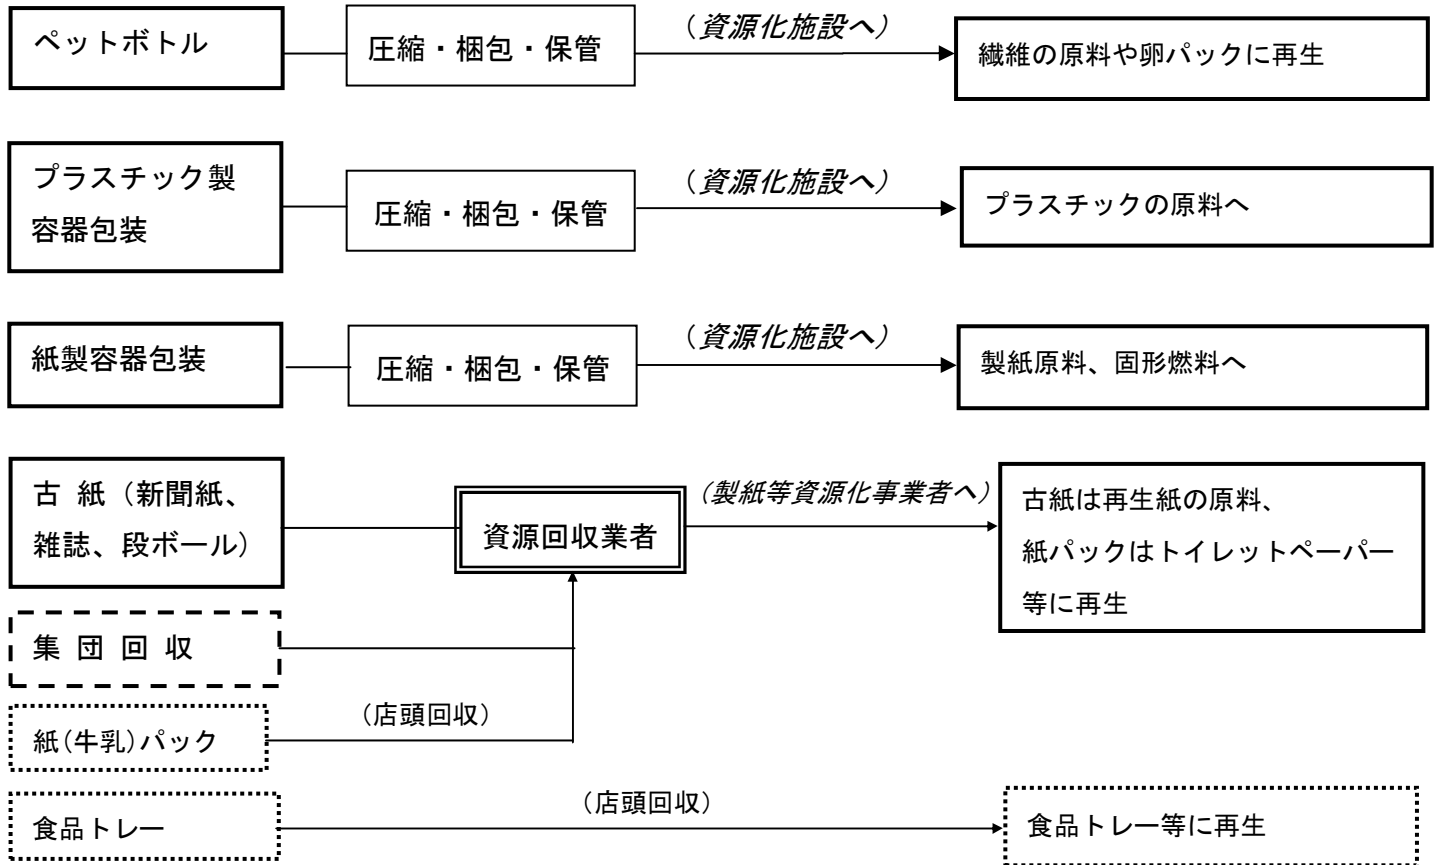 ペットボトル
圧縮・梱包・保管
（資源化施設へ）
繊維の原料や卵パックに再生
プラスチック製
容器包装
圧縮・梱包・保管
（資源化施設へ）
プラスチックの原料へ
紙製容器包装
圧縮・梱包・保管
（資源化施設へ）
製紙原料、固形燃料へ
古 紙（新聞紙、
雑誌、段ボール）
資源回収業者
（製紙等資源化事業者へ）
古紙は再生紙の原料、
紙パックはトイレットペーパー
等に再生
集 団 回 収
紙(牛乳)パック
（店頭回収）
食品トレー
（店頭回収）
食品トレー等に再生